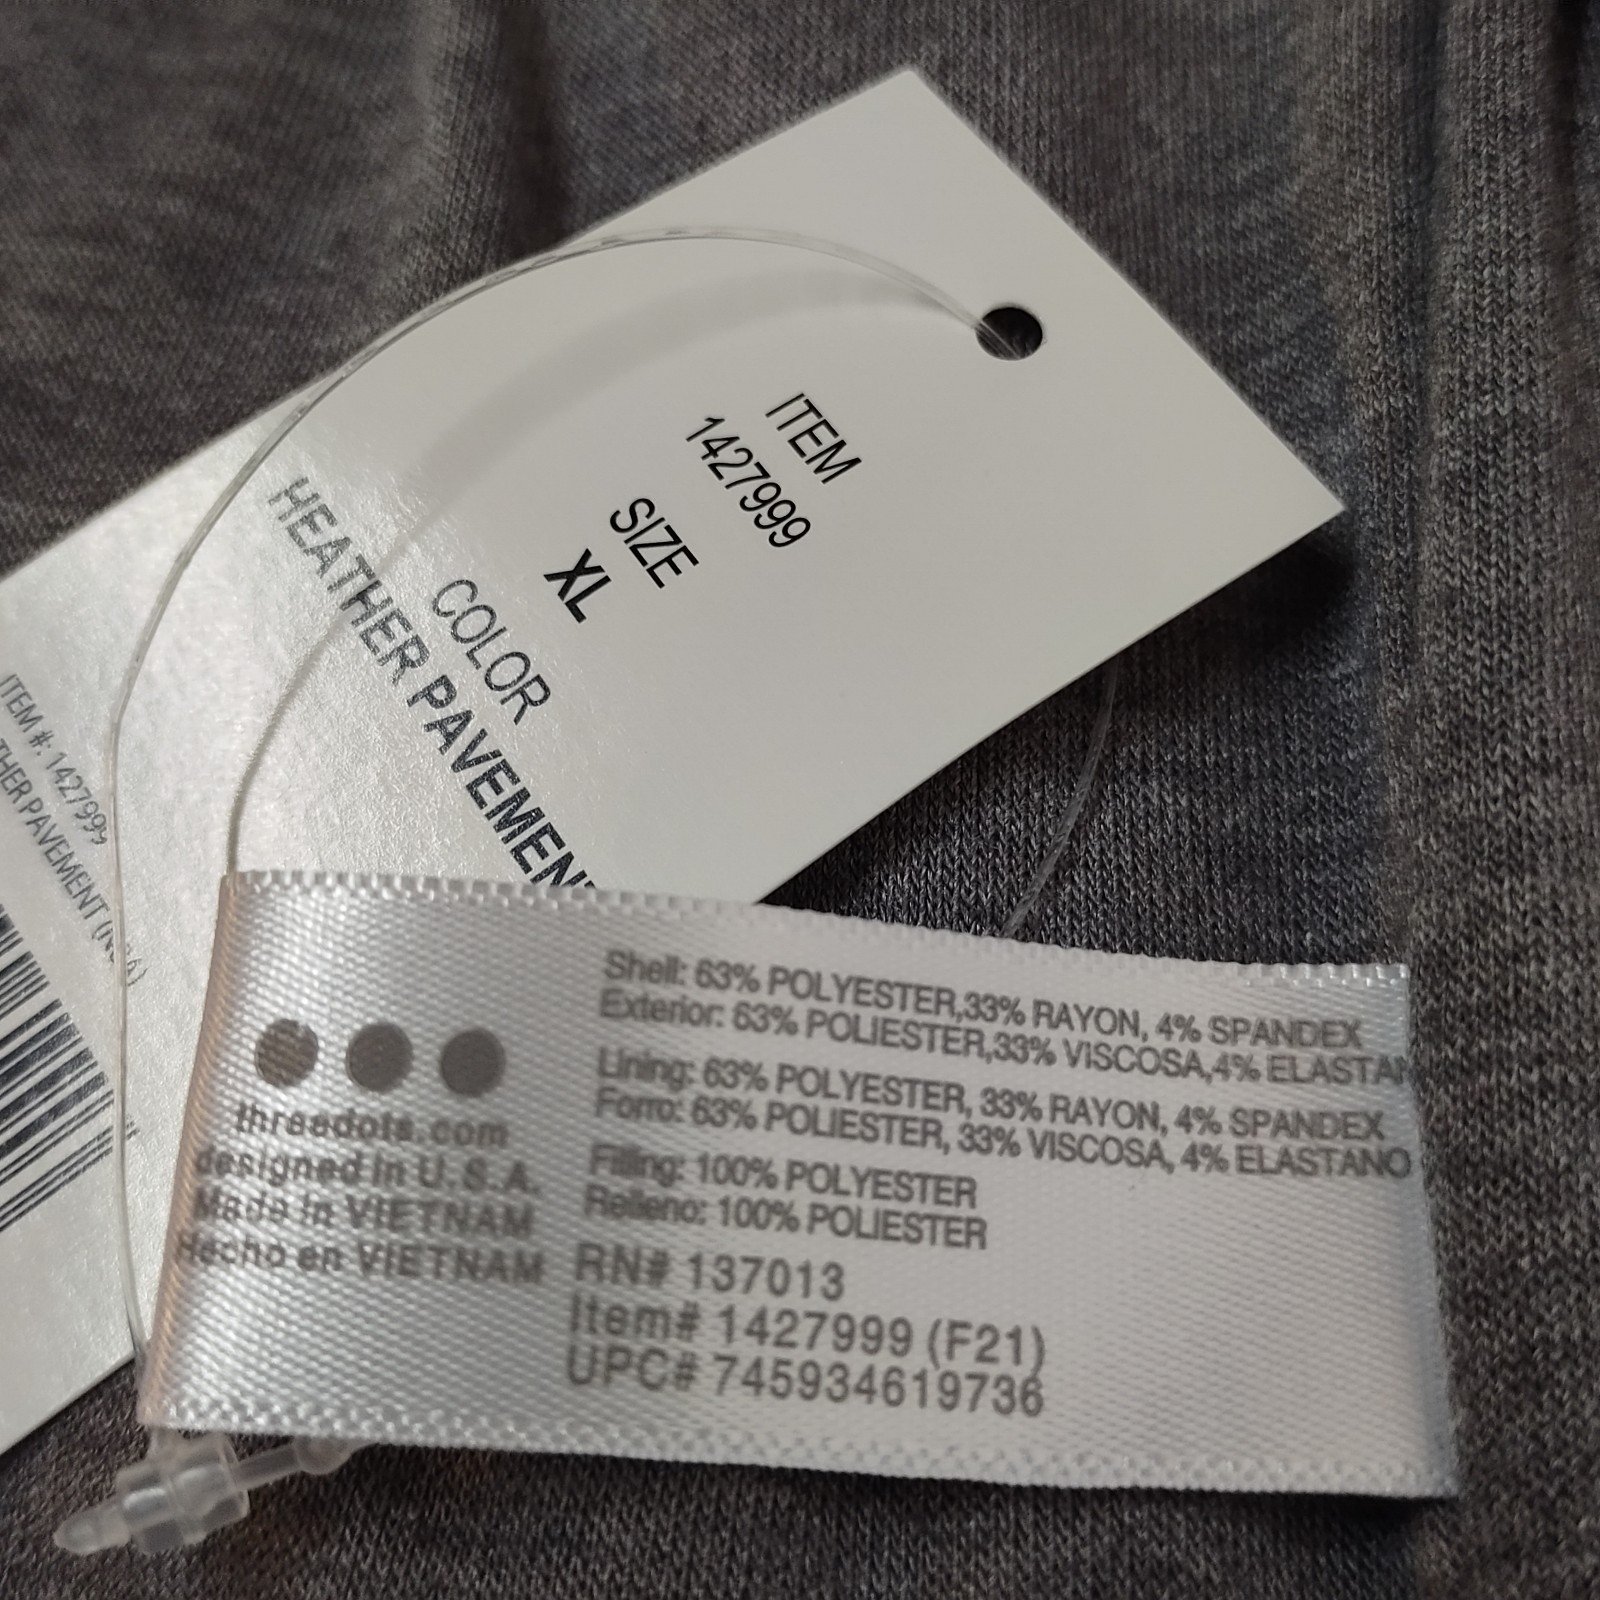 ITEM
1427999
SIZE
XL
COLOR
HEATHER PAVEMENT
ITEM #: 1427999
THER PAVEMENT
threedots.com
designed in U.S.A.
Made in VIETNAM
Hecho en VIETNAM
Shell: 63% POLYESTER,33% RAYON, 4% SPANDEX
Exterior: 63% POLIESTER,33% VISCOSA,4% ELASTAN
Lining: 63% POLYESTER, 33% RAYON, 4% SPANDEX
Forro: 63% POLIESTER, 33% VISCOSA, 4% ELASTANO
Filling: 100% POLYESTER
Relleno: 100% POLIESTER
RN# 137013
Item# 1427999 (F21)
UPC# 745934619736